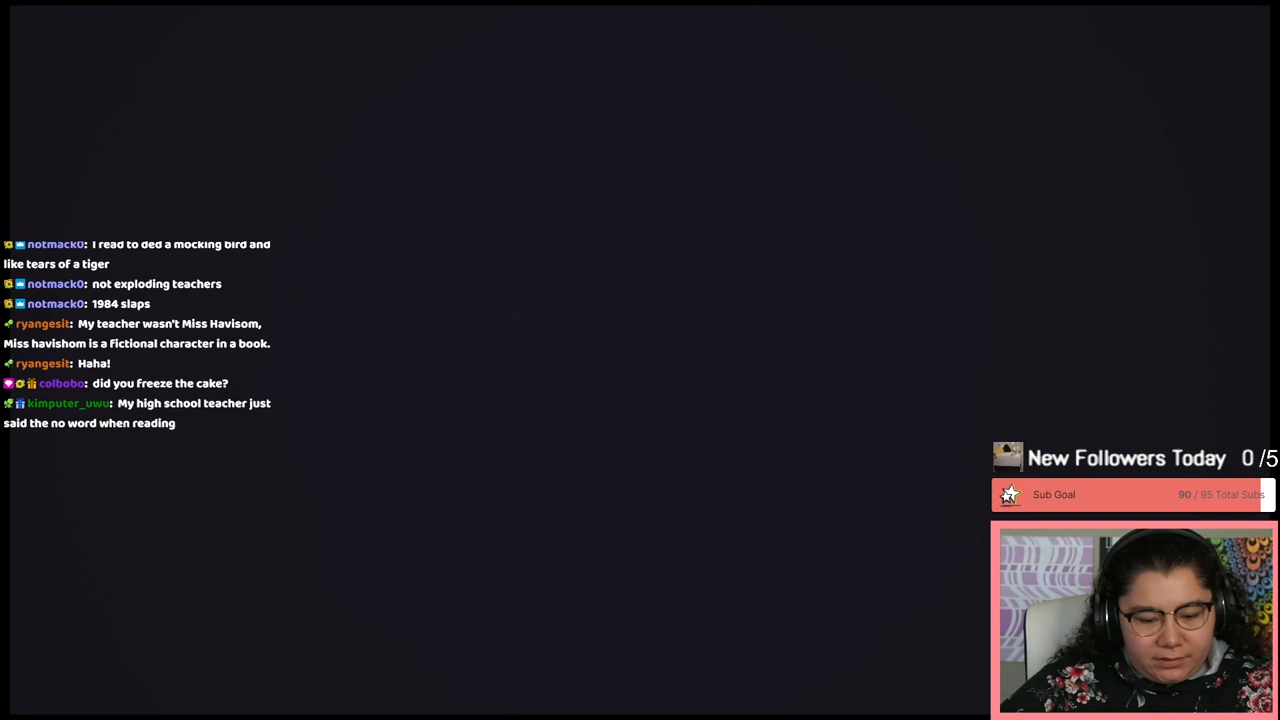 notmack0: I read to ded a mocking bird and
like tears of a tiger
notmack0: not exploding teachers
notmack0: 1984 slaps
ryangesit: My teacher wasn't Miss Havisom,
Miss havishom is a fictional character in a book.
ryangesit: Haha!
colbobo: did you freeze the cake?
kimputer_uwu: My high school teacher just
said the no word when reading
New Followers Today 0 /5
Sub Goal 90 / 95 Total Subs